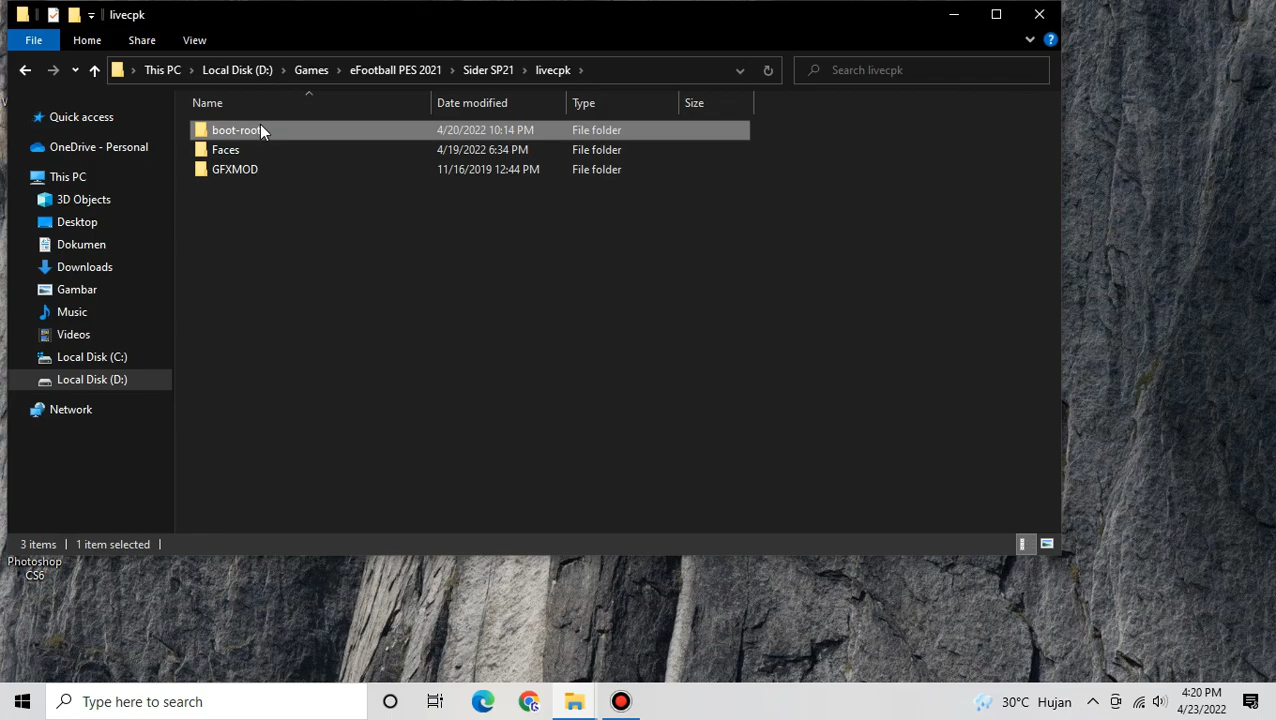 livecpk
File Home Share View
This PC Local Disk (D:) Games eFootball PES 2021 Sider SP21 livecpk Search livecpk
Name Date modified Type Size
Quick access
OneDrive - Personal
This PC
3D Objects
Desktop
Dokumen
Downloads
Gambar
Music
Videos
Local Disk (C:)
Local Disk (D:)
Network
boot-root 4/20/2022 10:14 PM File folder
Faces 4/19/2022 6:34 PM File folder
GFXMOD 11/16/2019 12:44 PM File folder
3 items 1 item selected
Photoshop
CS6
Type here to search
30°C Hujan
4:20 PM
4/23/2022